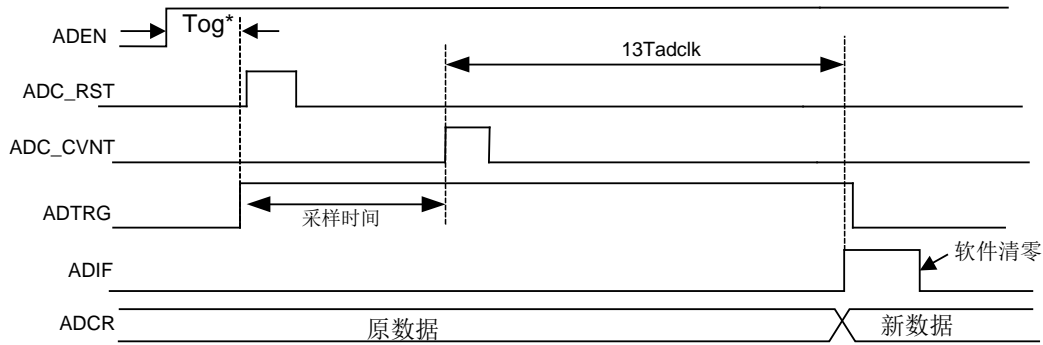 ADEN
Tog*
13Tadclk
ADC_RST
ADC_CVNT
ADTRG
采样时间
ADIF
软件清零
ADCR
原数据
新数据